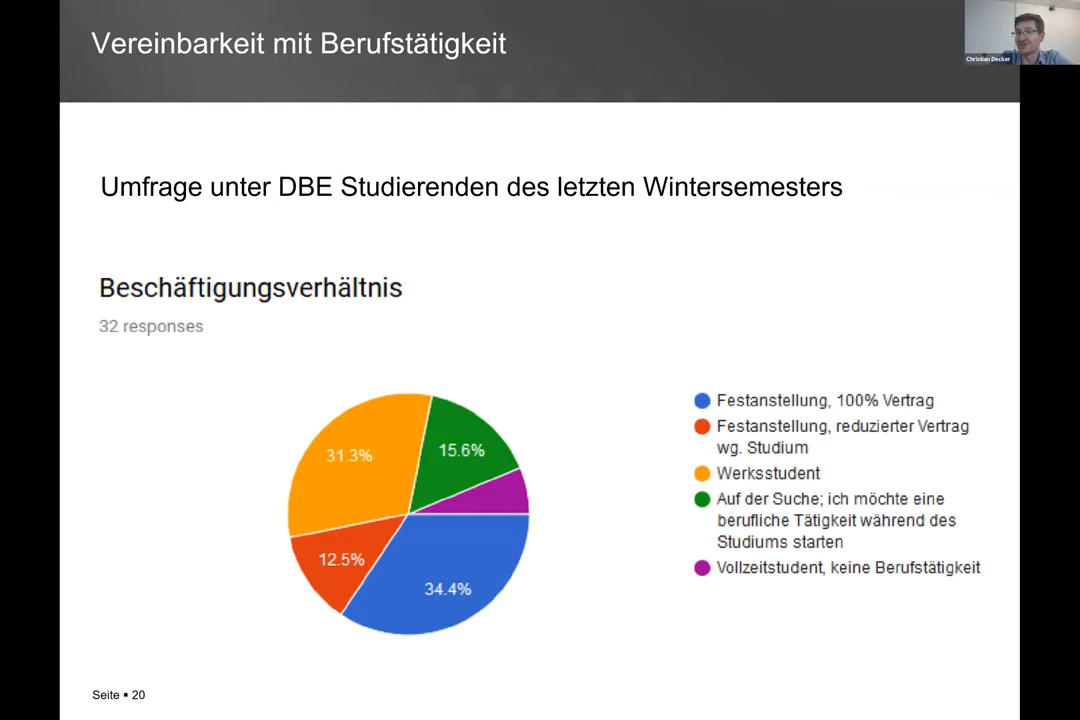 Vereinbarkeit mit Berufstätigkeit
Christian Decker
Umfrage unter DBE Studierenden des letzten Wintersemesters
Beschäftigungsverhältnis
32 responses
31.3%
15.6%
12.5%
34.4%
Festanstellung, 100% Vertrag
Festanstellung, reduzierter Vertrag
wg. Studium
Werksstudent
Auf der Suche; ich möchte eine
berufliche Tätigkeit während des
Studiums starten
Vollzeitstudent, keine Berufstätigkeit
Seite ▪ 20